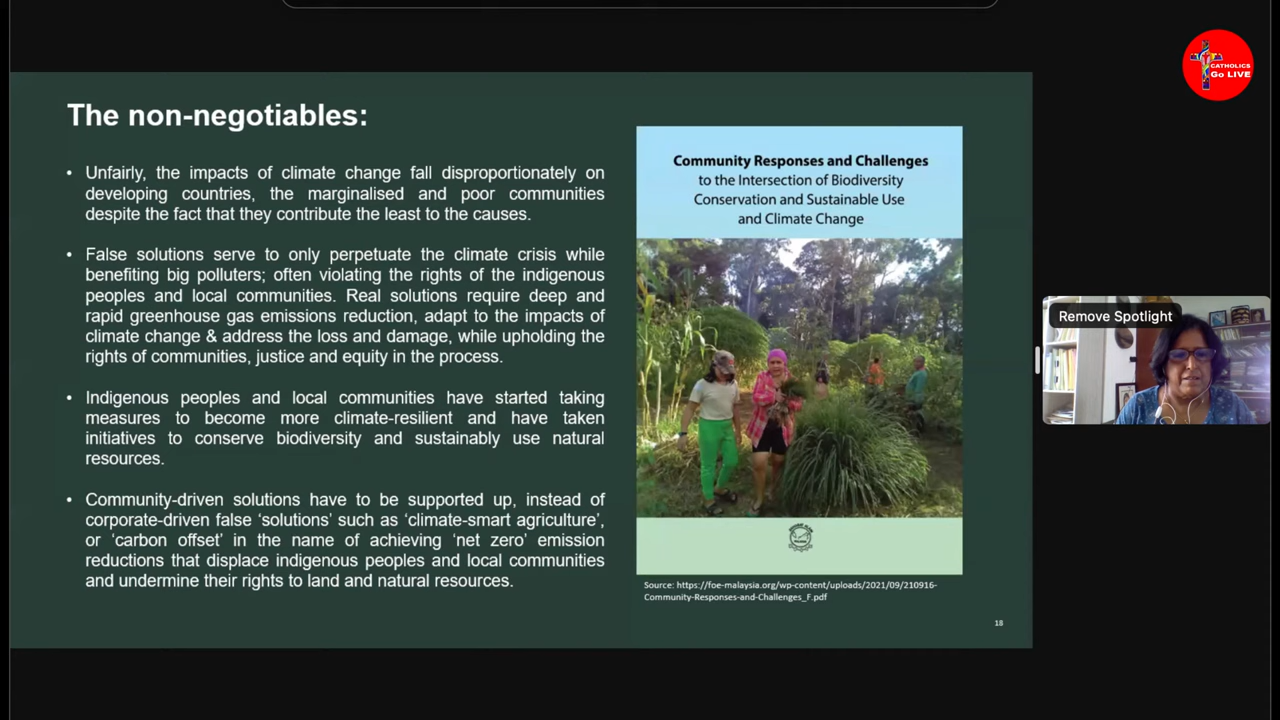 CATHOLICS
Go LIVE
The non-negotiables:
• Unfairly, the impacts of climate change fall disproportionately on
developing countries, the marginalised and poor communities
despite the fact that they contribute the least to the causes.
• False solutions serve to only perpetuate the climate crisis while
benefiting big polluters; often violating the rights of the indigenous
peoples and local communities. Real solutions require deep and
rapid greenhouse gas emissions reduction, adapt to the impacts of
climate change & address the loss and damage, while upholding the
rights of communities, justice and equity in the process.
• Indigenous peoples and local communities have started taking
measures to become more climate-resilient and have taken
initiatives to conserve biodiversity and sustainably use natural
resources.
• Community-driven solutions have to be supported up, instead of
corporate-driven false ‘solutions’ such as ‘climate-smart agriculture’,
or ‘carbon offset’ in the name of achieving ‘net zero’ emission
reductions that displace indigenous peoples and local communities
and undermine their rights to land and natural resources.
Community Responses and Challenges
to the Intersection of Biodiversity
Conservation and Sustainable Use
and Climate Change
Source: https://foe-malaysia.org/wp-content/uploads/2021/09/210916-
Community-Responses-and-Challenges_F.pdf
18
Remove Spotlight